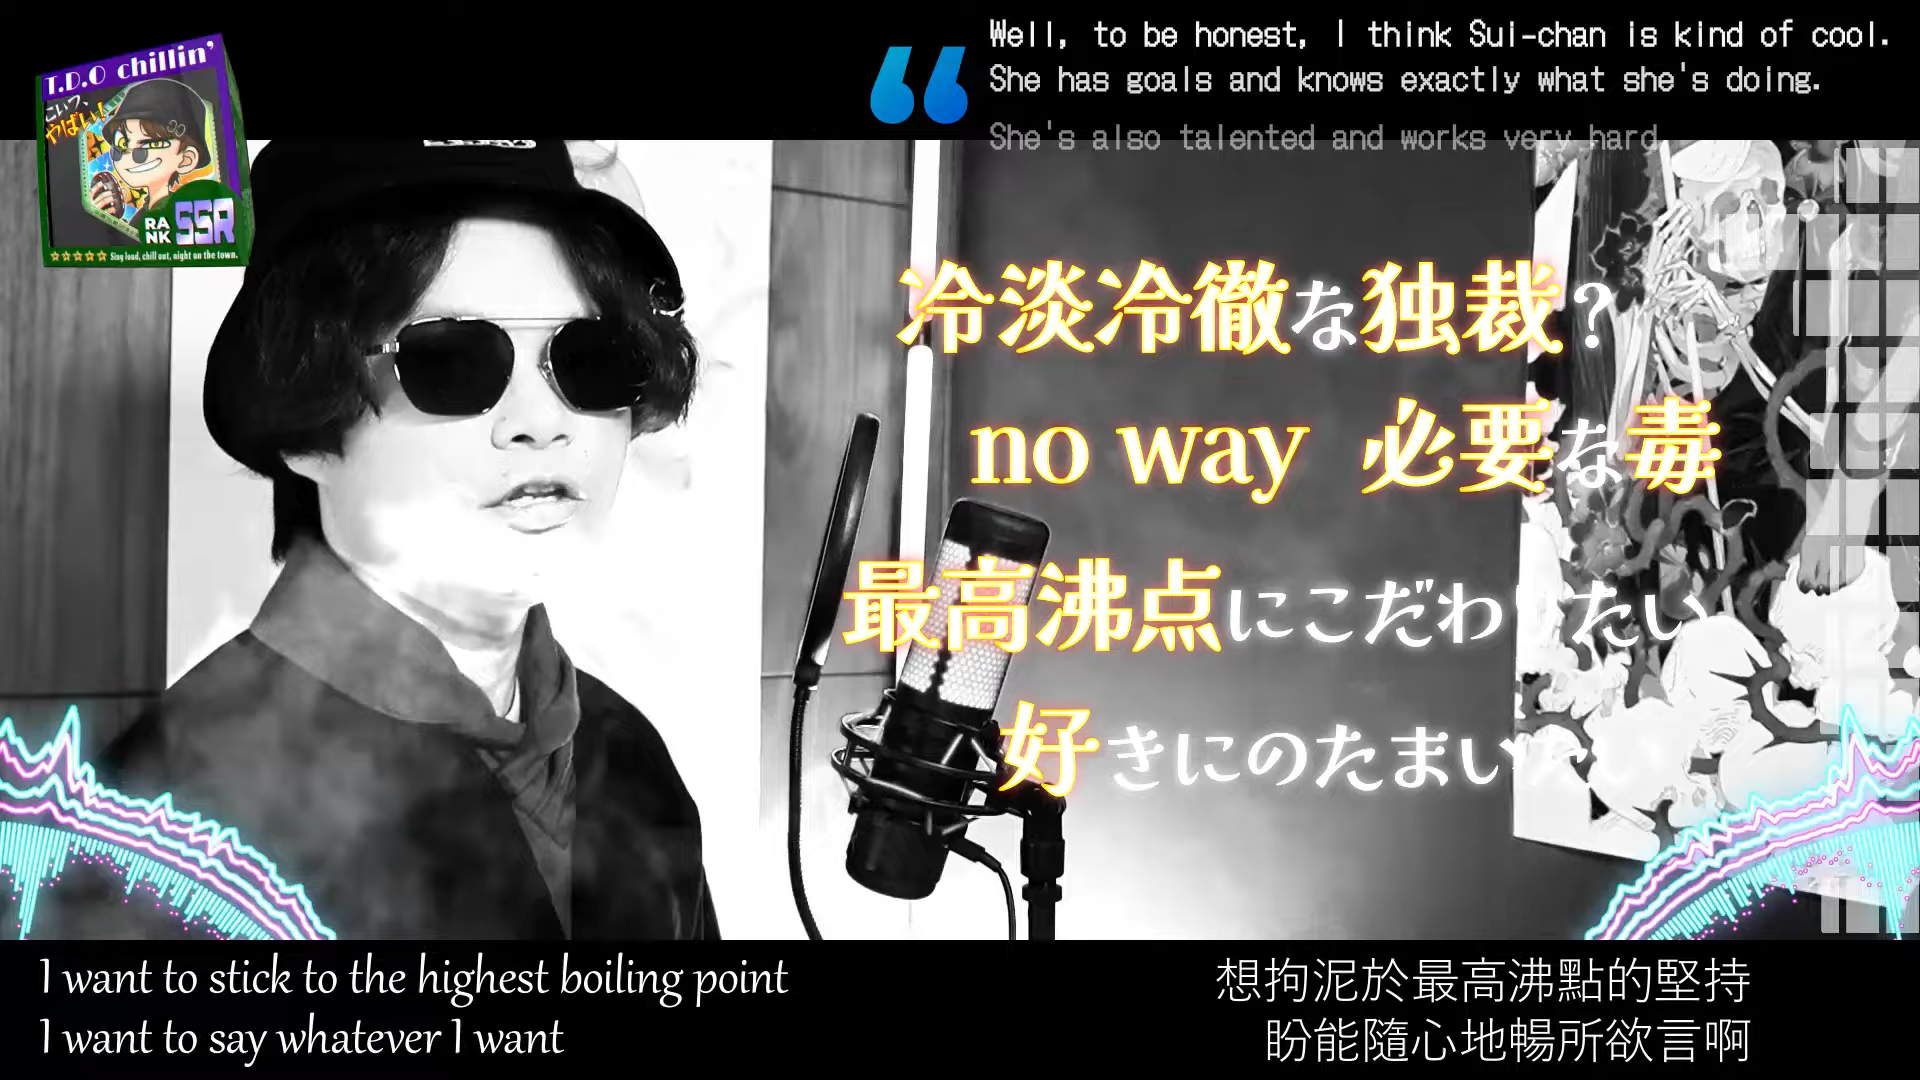 T.D.O chillin'
こいつ、
やばい!
RA
NK SSR
☆☆☆☆☆ Sing loud, chill out, night on the town.
“
Well, to be honest, I think Sui-chan is kind of cool.
She has goals and knows exactly what she's doing.
She's also talented and works very hard.
冷淡冷徹な独裁?
no way 必要な毒
最高沸点にこだわりたい
好きにのたまいたい
I want to stick to the highest boiling point
I want to say whatever I want
想拘泥於最高沸點的堅持
盼能隨心地暢所欲言啊